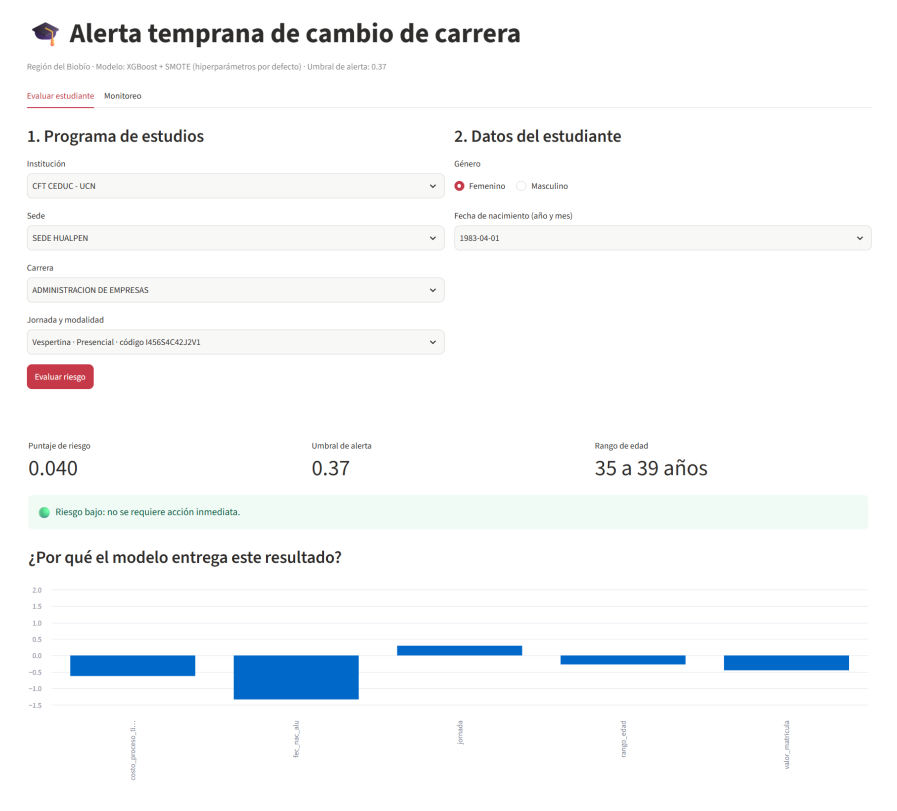 Alerta temprana de cambio de carrera
Región del Biobío · Modelo: XGBoost + SMOTE (hiperparámetros por defecto) · Umbral de alerta: 0.37
Evaluar estudiante Monitoreo
1. Programa de estudios
Institución
CFT CEDUC - UCN
Sede
SEDE HUALPEN
Carrera
ADMINISTRACION DE EMPRESAS
Jornada y modalidad
Vespertina · Presencial · código I456S4C42J2V1
Evaluar riesgo
2. Datos del estudiante
Género
Femenino Masculino
Fecha de nacimiento (año y mes)
1983-04-01
Puntaje de riesgo
0.040
Umbral de alerta
0.37
Rango de edad
35 a 39 años
Riesgo bajo: no se requiere acción inmediata.
¿Por qué el modelo entrega este resultado?
2.0
1.5
1.0
0.5
0.0
−0.5
−1.0
−1.5
costo_proceso_ti…
fec_nac_alu
jornada
rango_edad
valor_matricula